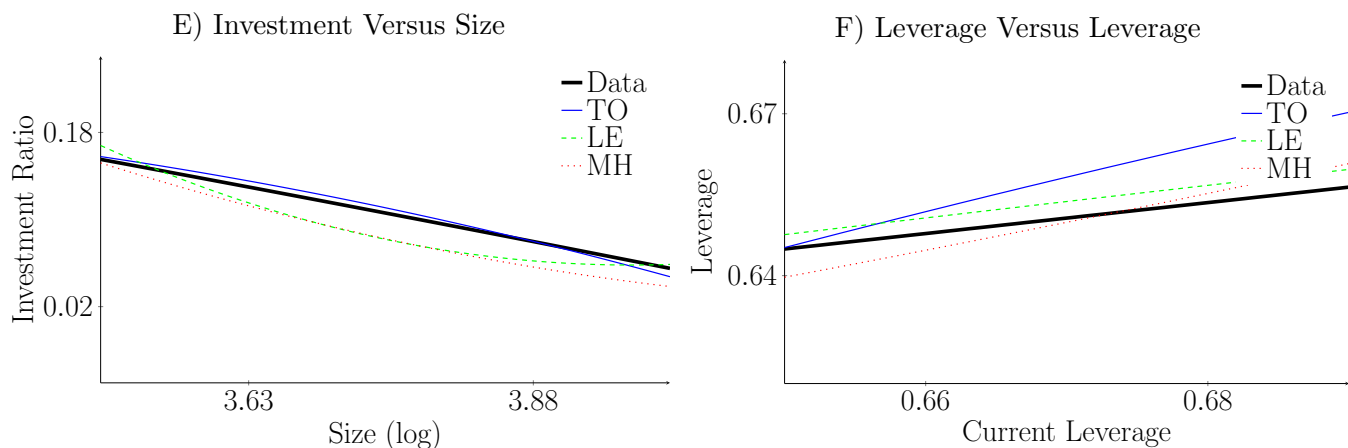 E) Investment Versus Size
Investment Ratio
0.18
0.02
3.63
3.88
Size (log)
Data
TO
LE
MH
F) Leverage Versus Leverage
Leverage
0.67
0.64
0.66
0.68
Current Leverage
Data
TO
LE
MH